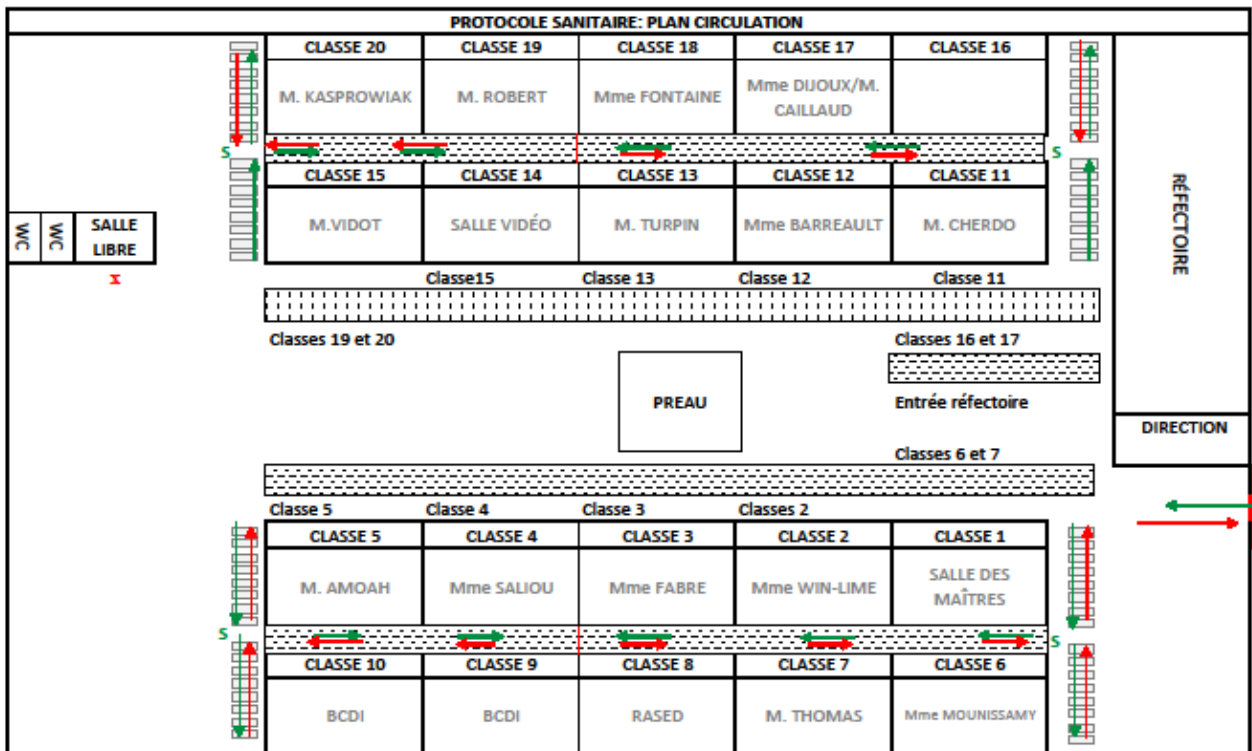 PROTOCOLE SANITAIRE: PLAN CIRCULATION
CLASSE 20
CLASSE 19
CLASSE 18
CLASSE 17
CLASSE 16
M. KASPROWIAK
M. ROBERT
Mme FONTAINE
Mme DIJOUX/M.
CAILLAUD
S
S
CLASSE 15
CLASSE 14
CLASSE 13
CLASSE 12
CLASSE 11
M.VIDOT
SALLE VIDÉO
M. TURPIN
Mme BARREAULT
M. CHERDO
WC
WC
SALLE
LIBRE
x
RÉFECTOIRE
Classe15
Classe 13
Classe 12
Classe 11
Classes 19 et 20
Classes 16 et 17
PREAU
Entrée réfectoire
DIRECTION
Classes 6 et 7
Classe 5
Classe 4
Classe 3
Classes 2
CLASSE 5
CLASSE 4
CLASSE 3
CLASSE 2
CLASSE 1
M. AMOAH
Mme SALIOU
Mme FABRE
Mme WIN-LIME
SALLE DES
MAÎTRES
S
S
CLASSE 10
CLASSE 9
CLASSE 8
CLASSE 7
CLASSE 6
BCDI
BCDI
RASED
M. THOMAS
Mme MOUNISSAMY